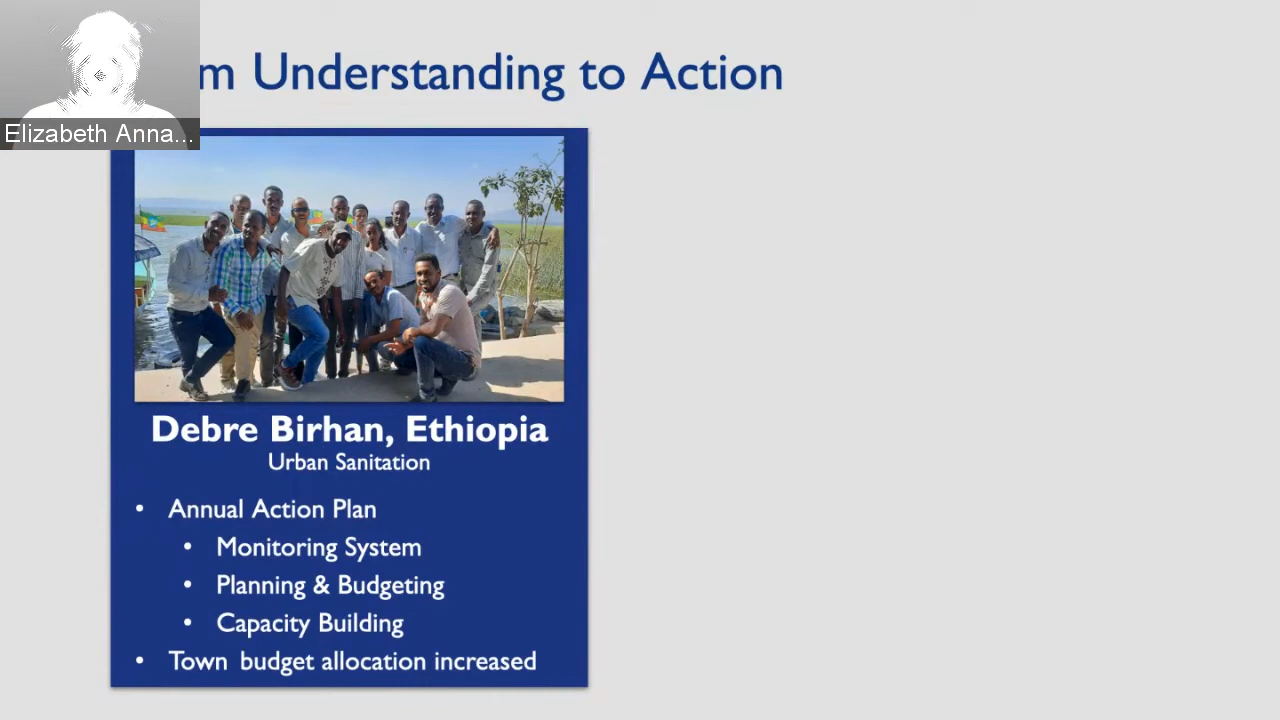 m Understanding to Action
Elizabeth Anna...
Debre Birhan, Ethiopia
Urban Sanitation
• Annual Action Plan
• Monitoring System
• Planning & Budgeting
• Capacity Building
• Town budget allocation increased